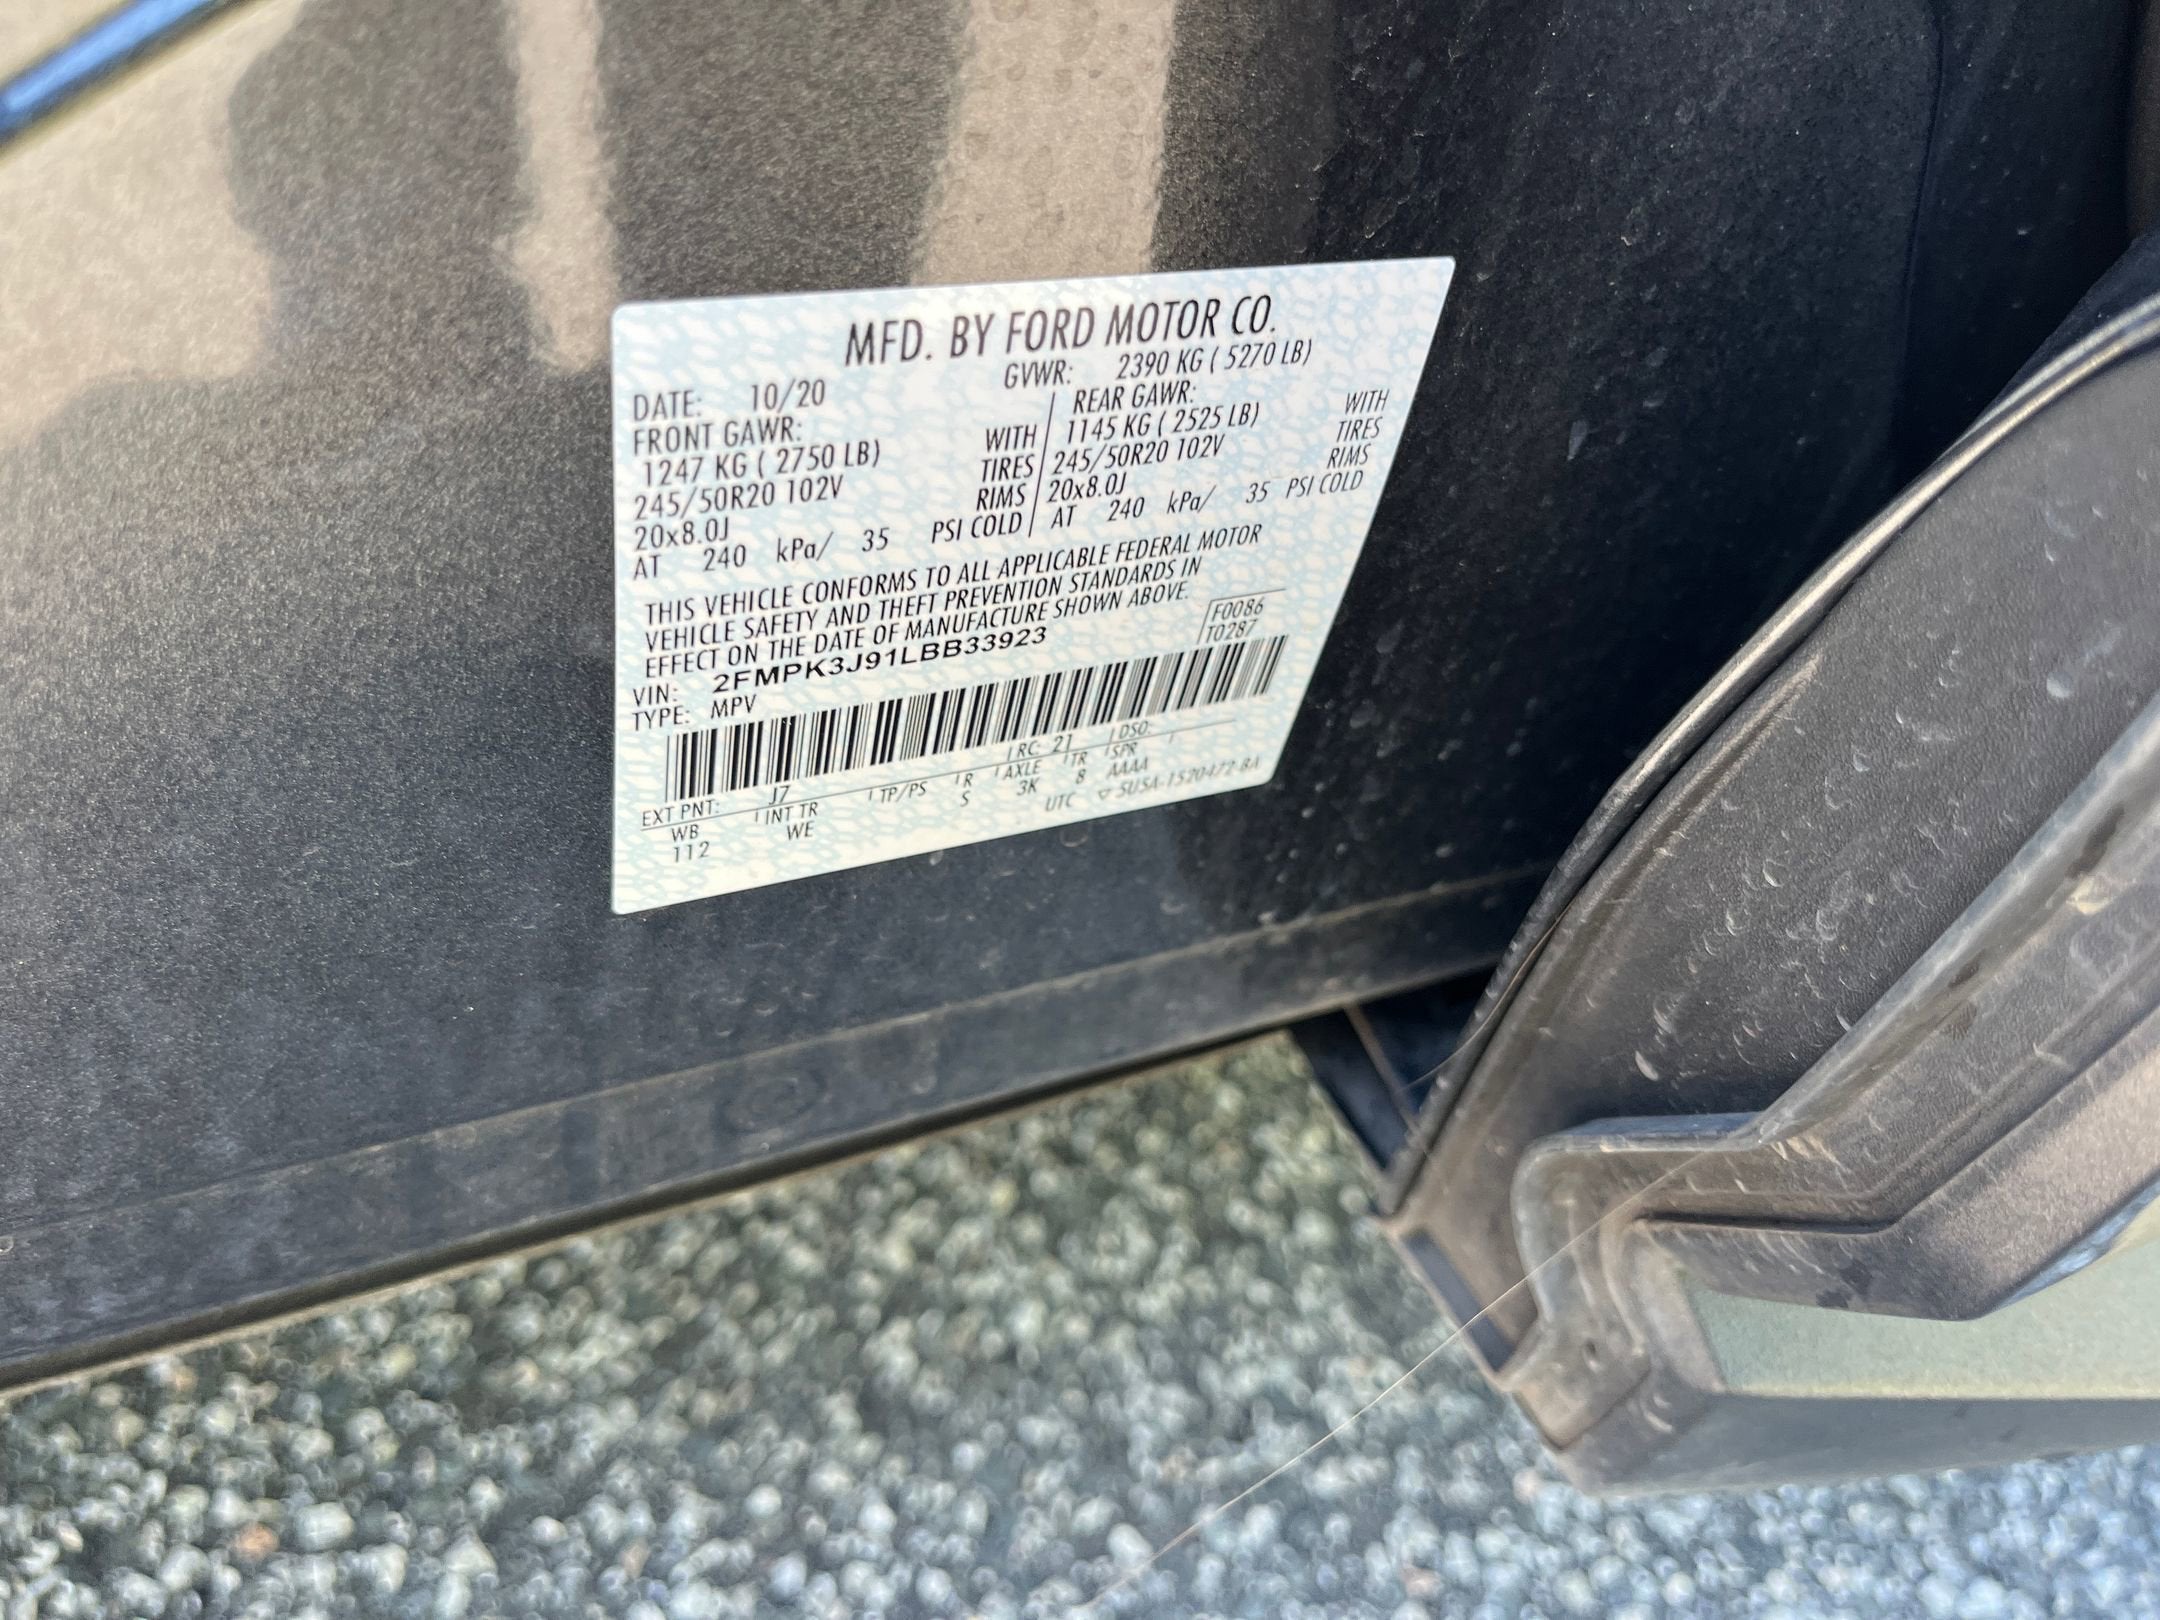 MFD. BY FORD MOTOR CO.
DATE: 10/20 GVWR: 2390 KG ( 5270 LB)
FRONT GAWR: REAR GAWR:
1247 KG ( 2750 LB) WITH 1145 KG ( 2525 LB) WITH
245/50R20 102V TIRES 245/50R20 102V TIRES
20x8.0J RIMS 20x8.0J RIMS
AT 240 kPa/ 35 PSI COLD AT 240 kPa/ 35 PSI COLD
THIS VEHICLE CONFORMS TO ALL APPLICABLE FEDERAL MOTOR
VEHICLE SAFETY AND THEFT PREVENTION STANDARDS IN
EFFECT ON THE DATE OF MANUFACTURE SHOWN ABOVE.
F0086
T0287
VIN: 2FMPK3J91LBB33923
TYPE: MPV
EXT PNT: J7 RC: 21 DSO:
WB INT TR TP/PS R AXLE TR SPR
112 WE S 3K 8 AAAA
UTC ▽ 5U5A-1520472-BA